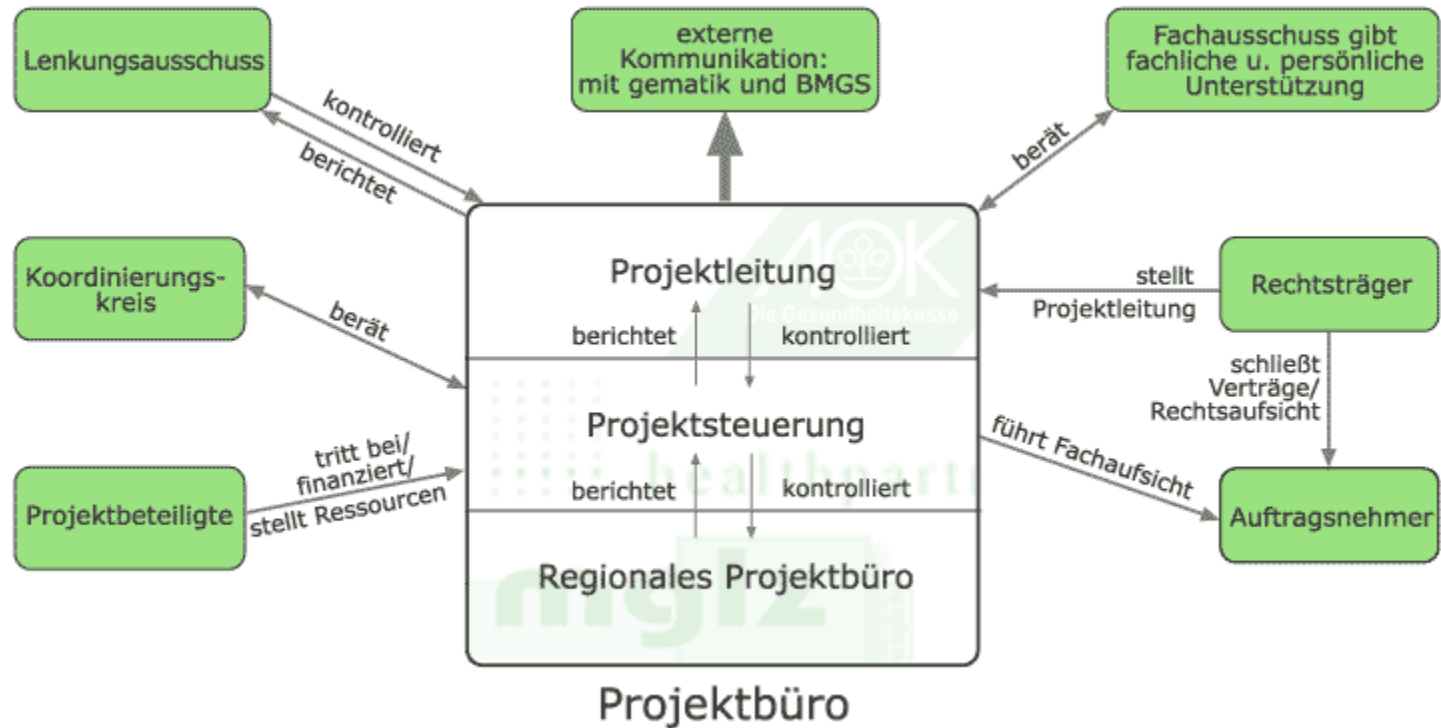 Lenkungsausschuss
externe
Kommunikation:
mit gematik und BMGS
Fachausschuss gibt
fachliche u. persönliche
Unterstützung
kontrolliert
berichtet
berät
AOK
Die Gesundheitskasse.
Projektleitung
berichtet
kontrolliert
Koordinierungs-
kreis
berät
stellt
Projektleitung
Rechtsträger
schließt
Verträge/
Rechtsaufsicht
Projektsteuerung
healthpartn
berichtet
kontrolliert
tritt bei/
finanziert/
stellt Ressourcen
Projektbeteiligte
führt Fachaufsicht
Auftragsnehmer
Regionales Projektbüro
mglz
Projektbüro